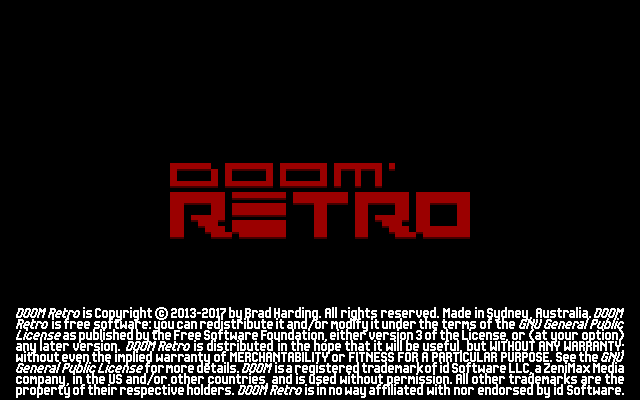 DOOM
RETRO
DOOM Retro is Copyright © 2013-2017 by Brad Harding. All rights reserved. Made in Sydney, Australia. DOOM
Retro is free software: you can redistribute it and/or modify it under the terms of the GNU General Public
License as published by the Free Software Foundation, either version 3 of the License, or (at your option)
any later version. DOOM Retro is distributed in the hope that it will be useful, but WITHOUT ANY WARRANTY;
without even the implied warranty of MERCHANTABILITY or FITNESS FOR A PARTICULAR PURPOSE. See the GNU
General Public License for more details. DOOM is a registered trademark of id Software LLC, a ZeniMax Media
company, in the US and/or other countries, and is used without permission. All other trademarks are the
property of their respective holders. DOOM Retro is in no way affiliated with nor endorsed by id Software.